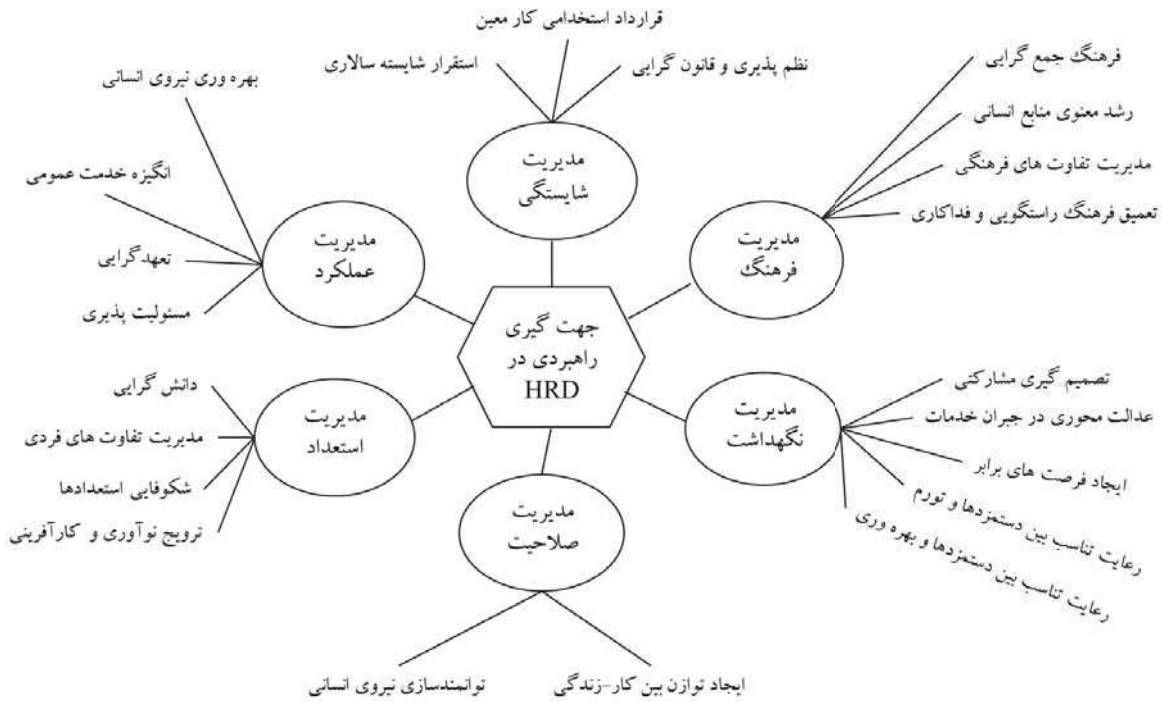 قرارداد استخدامی کار معین
نظم پذیری و قانون گرایی
استقرار شایسته سالاری
مدیریت
شایستگی
فرهنگ جمع گرایی
رشد معنوی منابع انسانی
مدیریت تفاوت های فرهنگی
تعمیق فرهنگ راستگویی و فداکاری
مدیریت
فرهنگ
بهره وری نیروی انسانی
انگیزه خدمت عمومی
تعهدگرایی
مسئولیت پذیری
مدیریت
عملکرد
جهت گیری
راهبردی در
HRD
تصمیم گیری مشارکتی
عدالت محوری در جبران خدمات
ایجاد فرصت های برابر
رعایت تناسب بین دستمزدها و تورم
رعایت تناسب بین دستمزدها و بهره وری
مدیریت
نگهداشت
دانش گرایی
مدیریت تفاوت های فردی
شکوفایی استعدادها
ترویج نوآوری و کارآفرینی
مدیریت
استعداد
مدیریت
صلاحیت
ایجاد توازن بین کار-زندگی
توانمندسازی نیروی انسانی